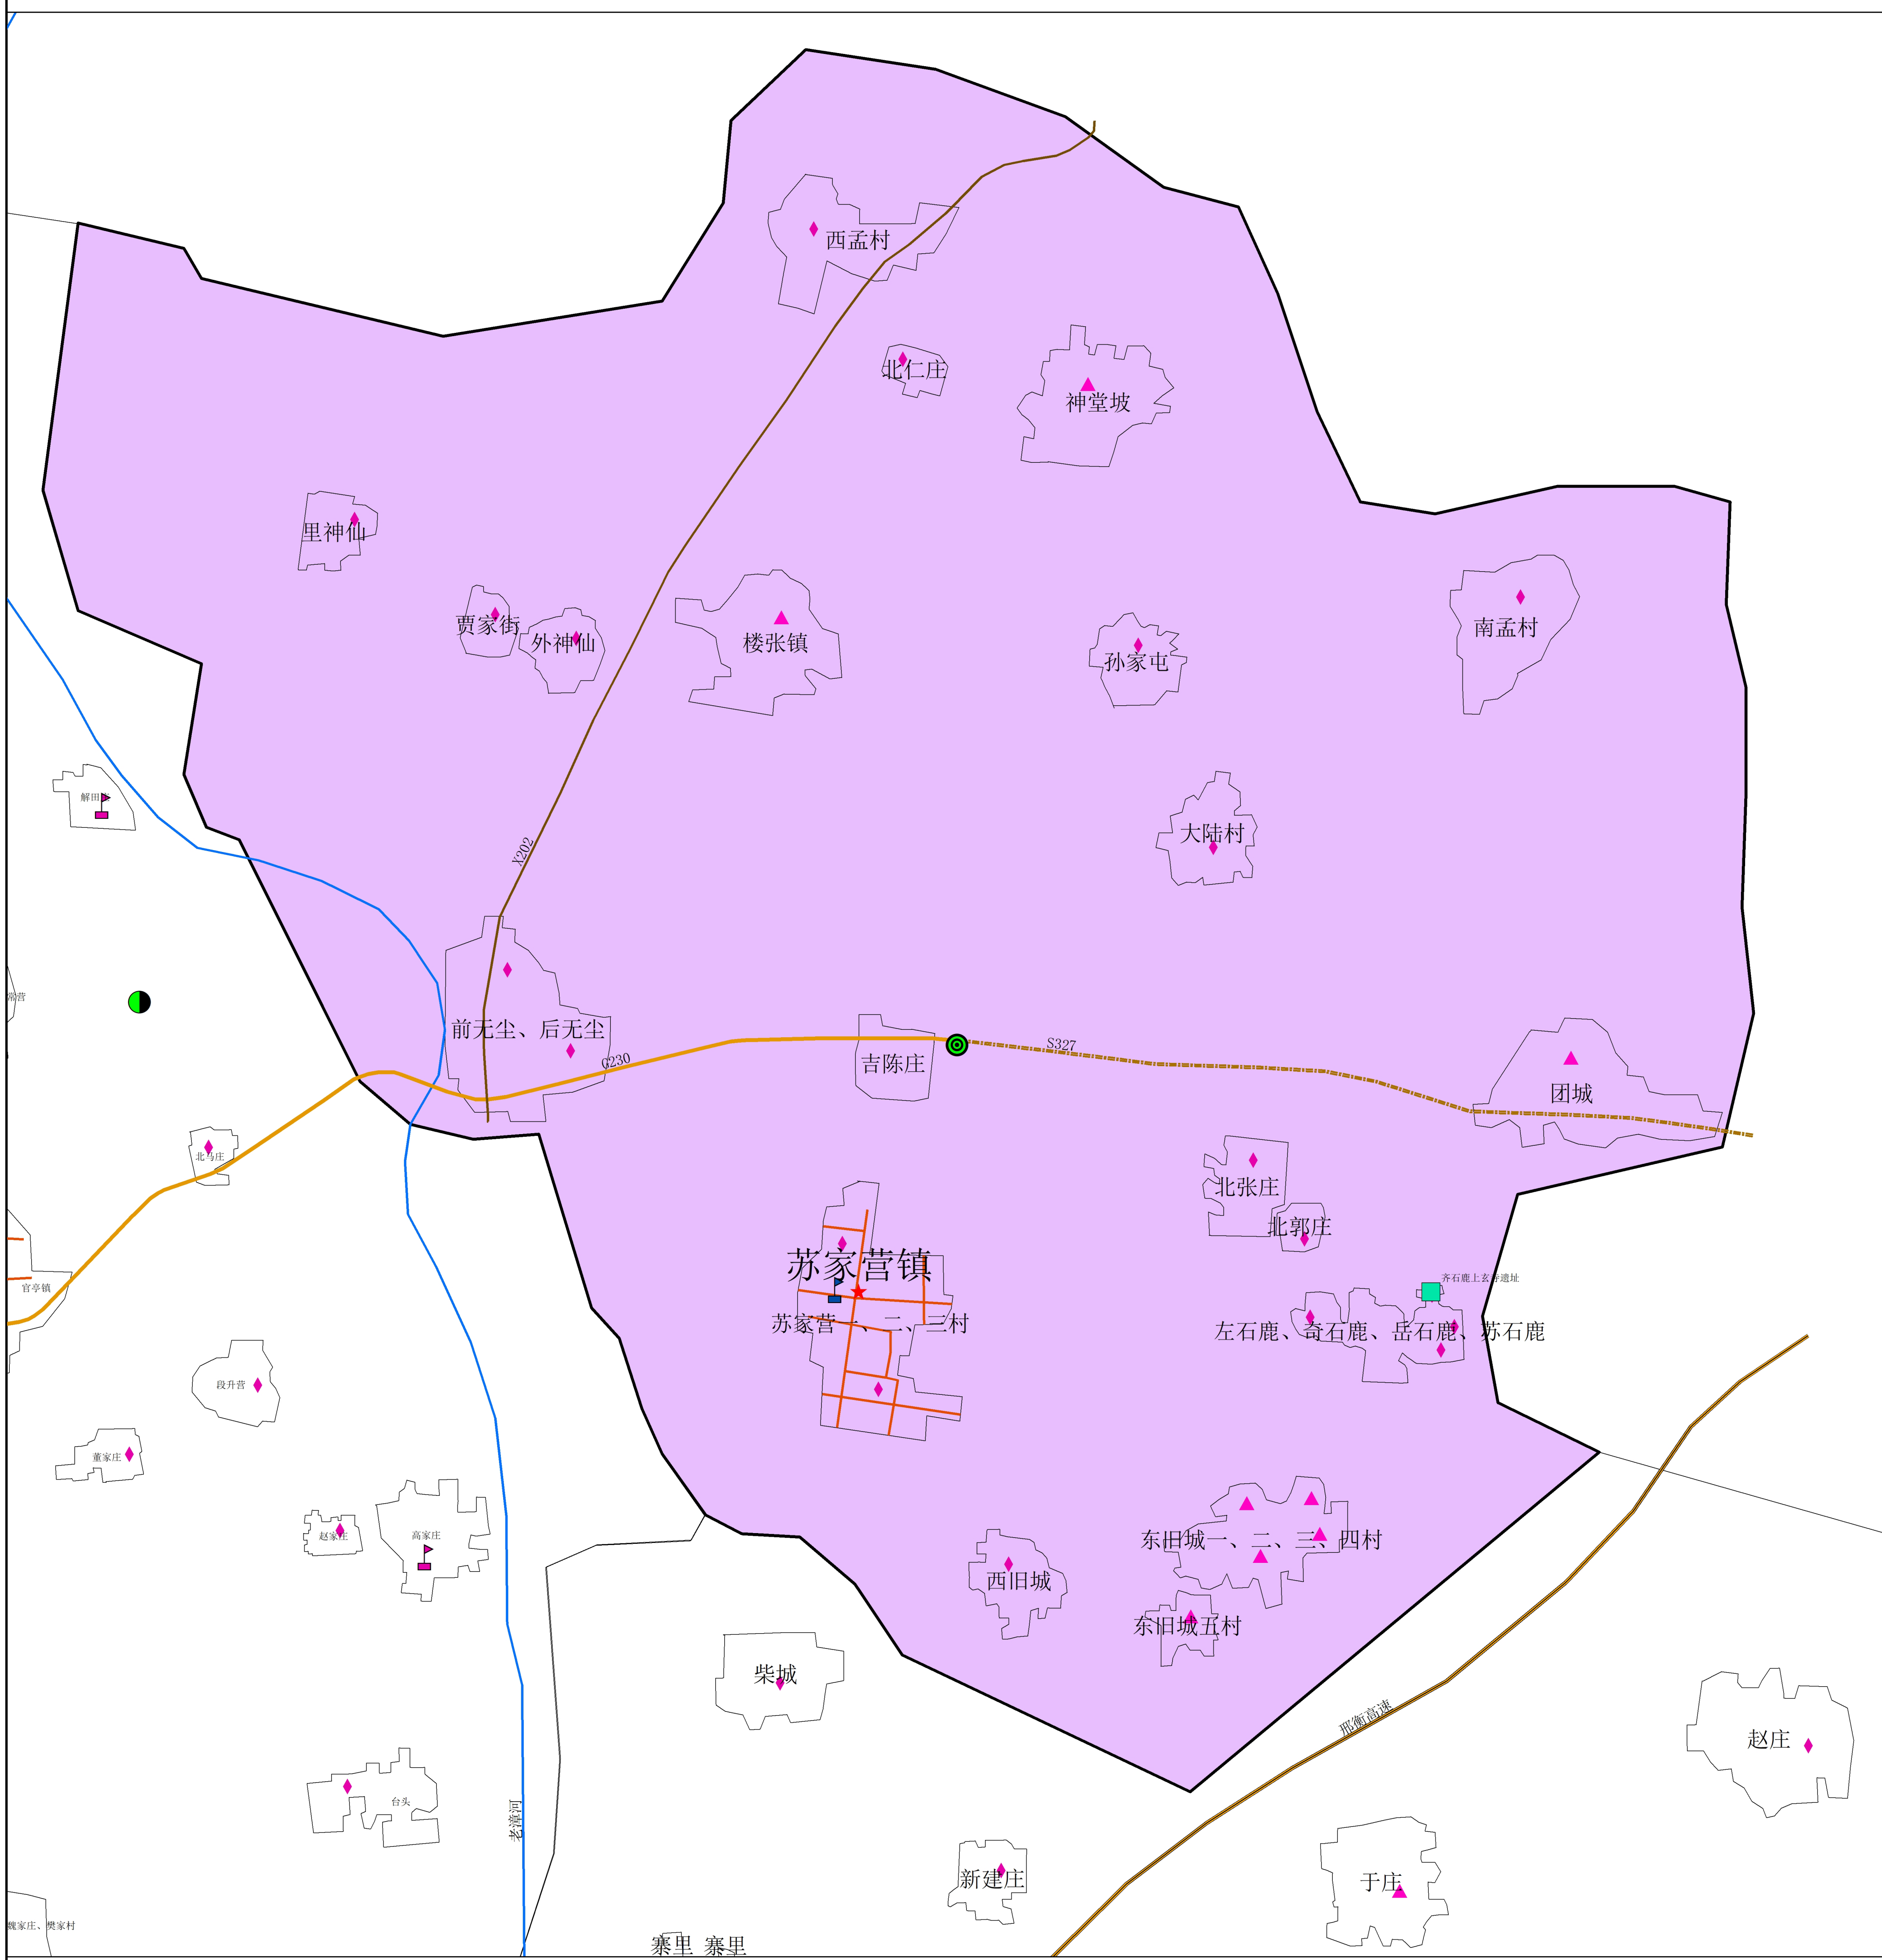 西孟村
北仁庄
神堂坡
里神仙
贾家街
外神仙
楼张镇
孙家屯
南孟村
大陆村
X202
常营
前无尘、后无尘
G230
吉陈庄
S327
团城
北马庄
北张庄
北郭庄
苏家营镇
官亭镇
苏家营一、二、三村
左石鹿、奇石鹿、岳石鹿、苏石鹿
段升营
董家庄
赵家庄
高家庄
东旧城一、二、三、四村
西旧城
东旧城五村
柴城
邢衡高速
赵庄
台头
老漳河
新建庄
于庄
魏家庄、樊家村
寨里 寨里